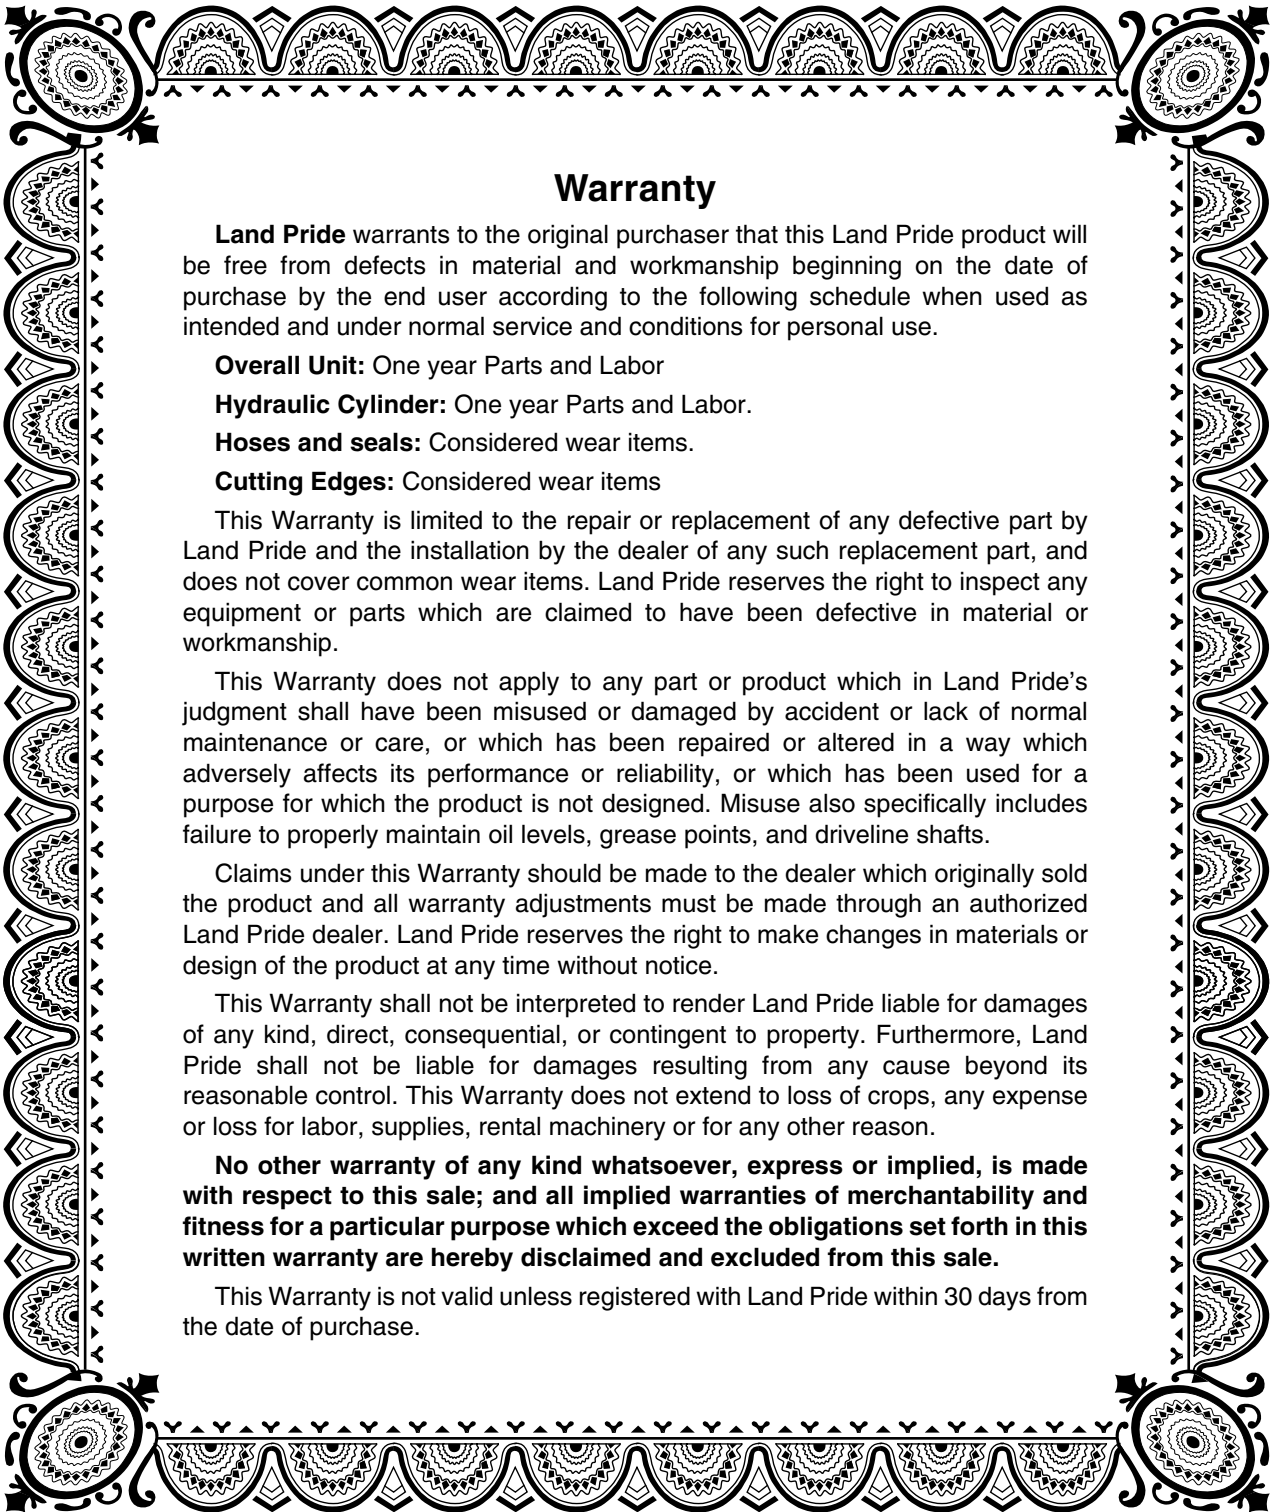 Warranty
Land Pride warrants to the original purchaser that this Land Pride product will
be free from defects in material and workmanship beginning on the date of
purchase by the end user according to the following schedule when used as
intended and under normal service and conditions for personal use.
Overall Unit: One year Parts and Labor
Hydraulic Cylinder: One year Parts and Labor.
Hoses and seals: Considered wear items.
Cutting Edges: Considered wear items
This Warranty is limited to the repair or replacement of any defective part by
Land Pride and the installation by the dealer of any such replacement part, and
does not cover common wear items. Land Pride reserves the right to inspect any
equipment or parts which are claimed to have been defective in material or
workmanship.
This Warranty does not apply to any part or product which in Land Pride’s
judgment shall have been misused or damaged by accident or lack of normal
maintenance or care, or which has been repaired or altered in a way which
adversely affects its performance or reliability, or which has been used for a
purpose for which the product is not designed. Misuse also specifically includes
failure to properly maintain oil levels, grease points, and driveline shafts.
Claims under this Warranty should be made to the dealer which originally sold
the product and all warranty adjustments must be made through an authorized
Land Pride dealer. Land Pride reserves the right to make changes in materials or
design of the product at any time without notice.
This Warranty shall not be interpreted to render Land Pride liable for damages
of any kind, direct, consequential, or contingent to property. Furthermore, Land
Pride shall not be liable for damages resulting from any cause beyond its
reasonable control. This Warranty does not extend to loss of crops, any expense
or loss for labor, supplies, rental machinery or for any other reason.
No other warranty of any kind whatsoever, express or implied, is made
with respect to this sale; and all implied warranties of merchantability and
fitness for a particular purpose which exceed the obligations set forth in this
written warranty are hereby disclaimed and excluded from this sale.
This Warranty is not valid unless registered with Land Pride within 30 days from
the date of purchase.